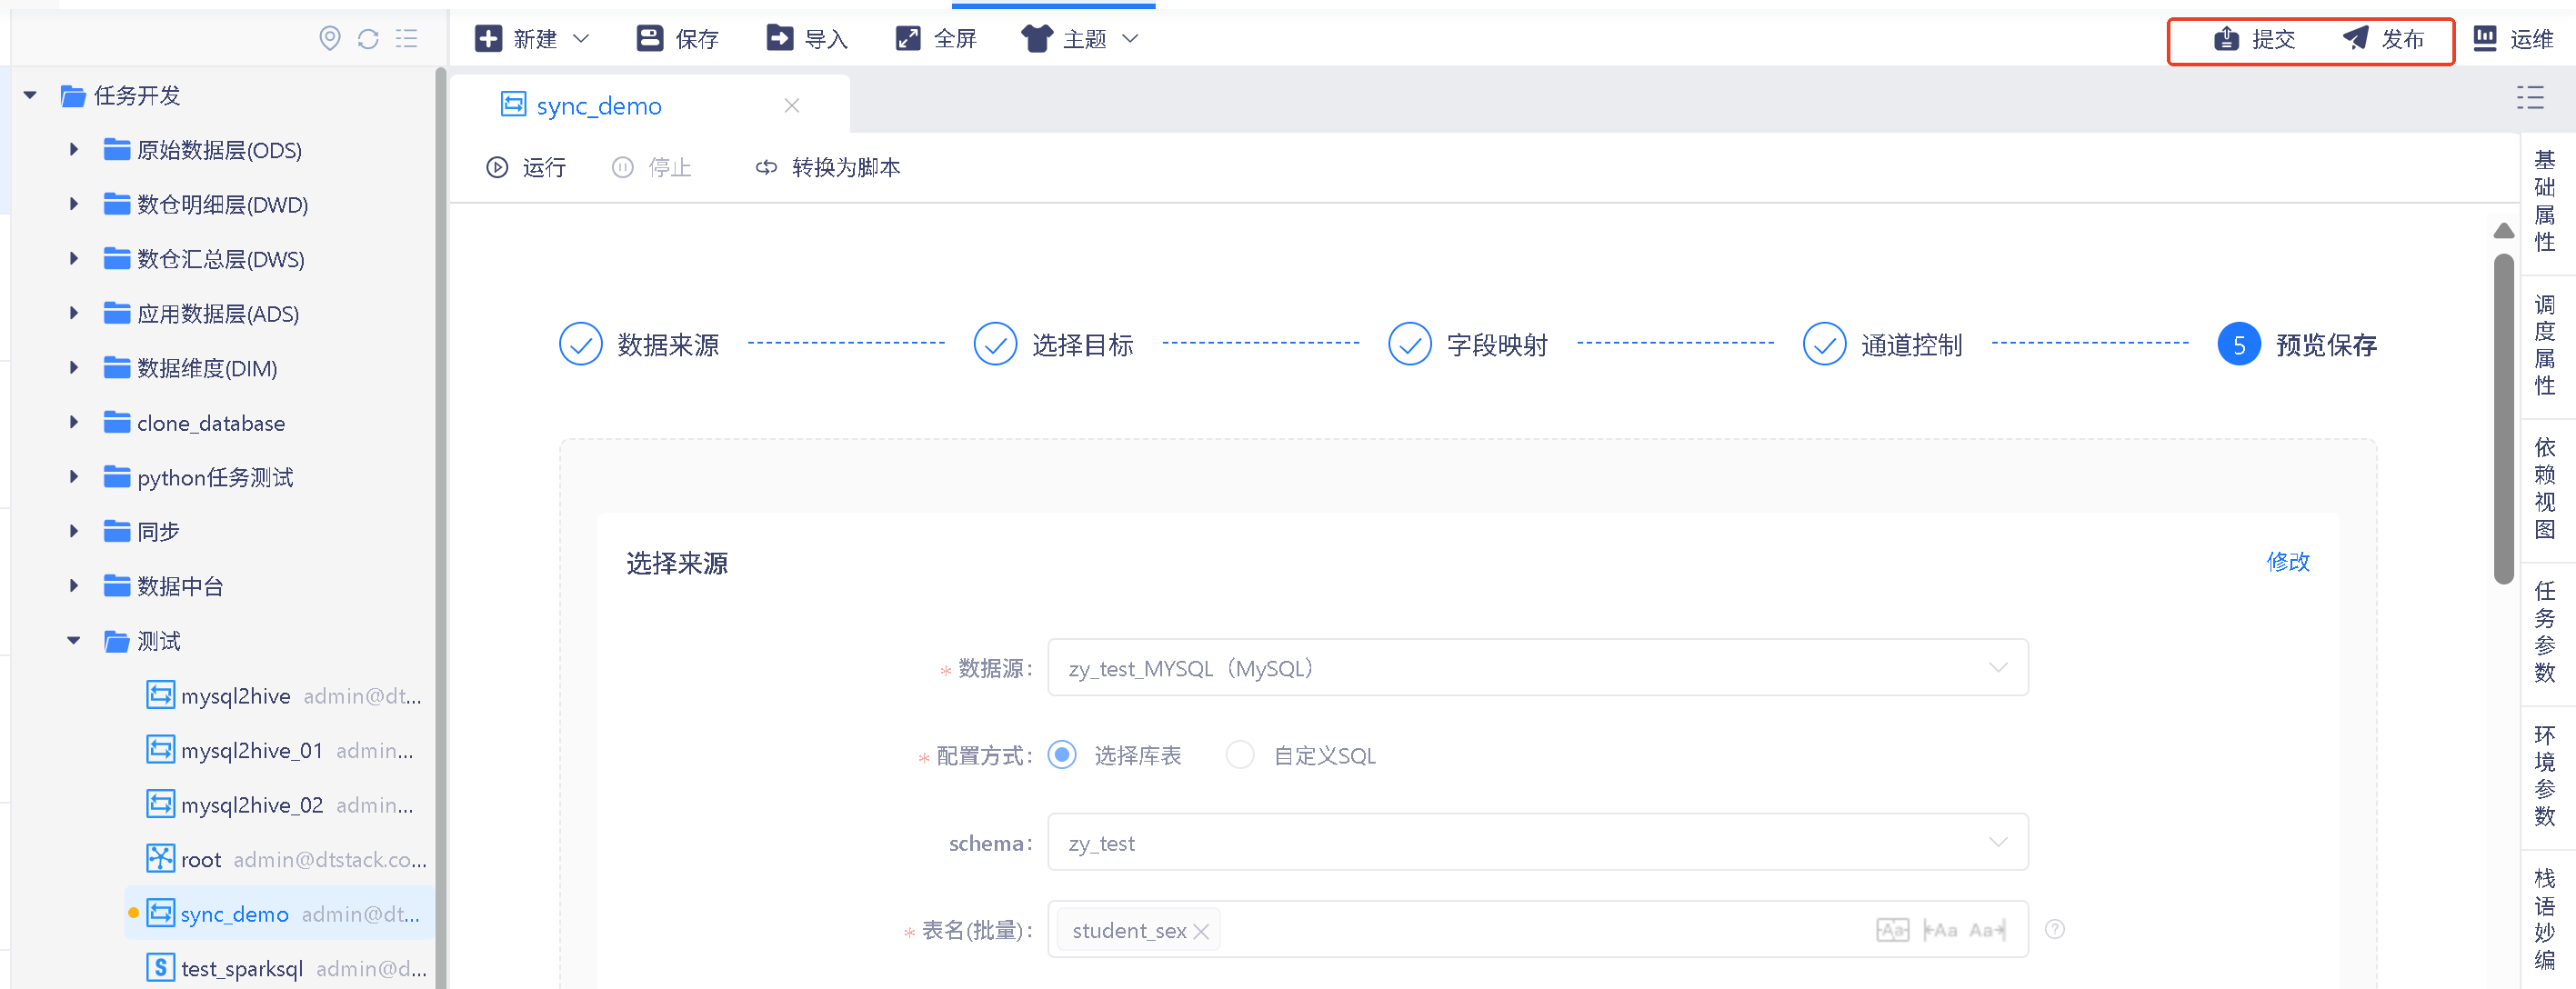 新建 保存 导入 全屏 主题 提交 发布 运维
任务开发
原始数据层(ODS)
数仓明细层(DWD)
数仓汇总层(DWS)
应用数据层(ADS)
数据维度(DIM)
clone_database
python任务测试
同步
数据中台
测试
mysql2hive admin@dt...
mysql2hive_01 admin...
mysql2hive_02 admin...
root admin@dtstack.co...
sync_demo admin@dt...
test_sparksql admin@d...
sync_demo
运行 停止 转换为脚本
数据来源 选择目标 字段映射 通道控制 5 预览保存
选择来源 修改
* 数据源： zy_test_MYSQL（MySQL）
* 配置方式： 选择库表 自定义SQL
schema： zy_test
* 表名(批量)： student_sex Aa Aa Aa ?
基础属性
调度属性
依赖视图
任务参数
环境参数
栈语妙编